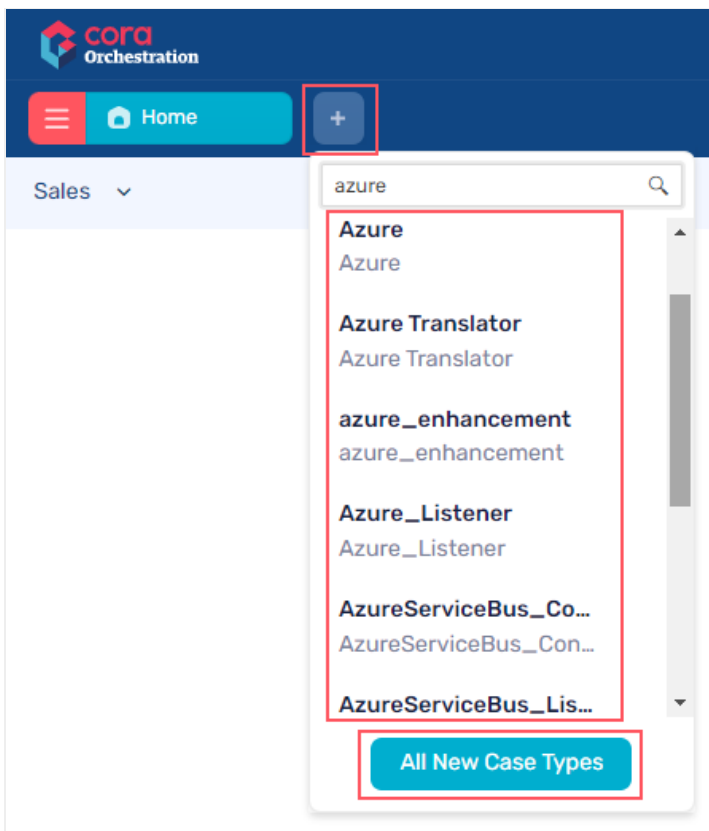 cora
Orchestration
Home
+
Sales
azure
Azure
Azure
Azure Translator
Azure Translator
azure_enhancement
azure_enhancement
Azure_Listener
Azure_Listener
AzureServiceBus_Co...
AzureServiceBus_Con...
AzureServiceBus_Lis...
All New Case Types